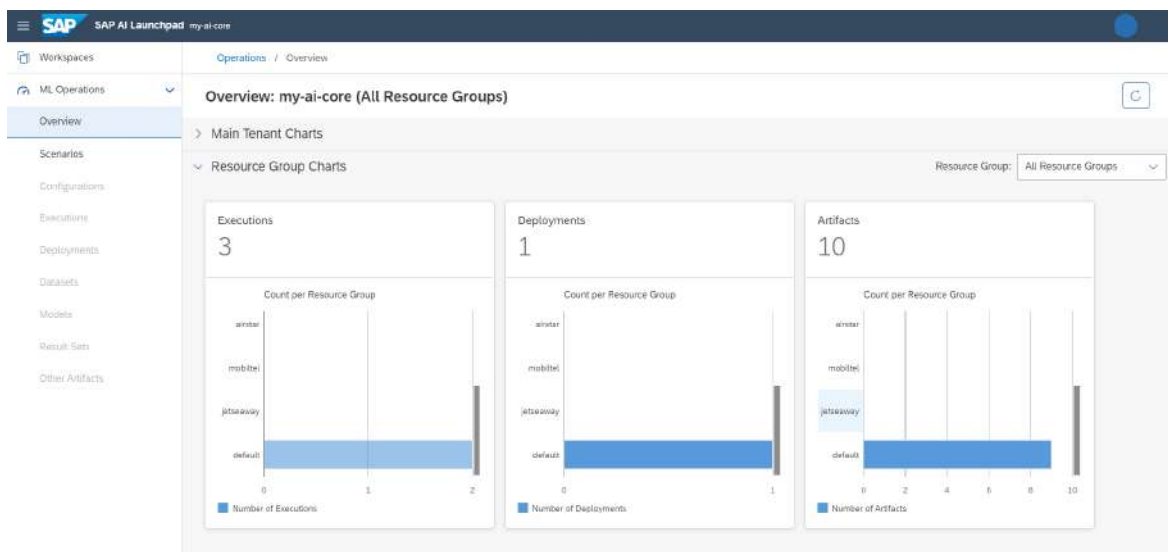 SAP SAP AI Launchpad my-ai-core
Workspaces
ML Operations
Overview
Scenarios
Configurations
Executions
Deployments
Datasets
Models
Result Sets
Other Artifacts
Operations / Overview
Overview: my-ai-core (All Resource Groups)
Main Tenant Charts
Resource Group Charts
Resource Group: All Resource Groups
Executions
3
Count per Resource Group
airstar
mobiltel
jetseaway
default
0 1 2
Number of Executions
Deployments
1
Count per Resource Group
airstar
mobiltel
jetseaway
default
0 1
Number of Deployments
Artifacts
10
Count per Resource Group
airstar
mobiltel
jetseaway
default
0 2 4 6 8 10
Number of Artifacts